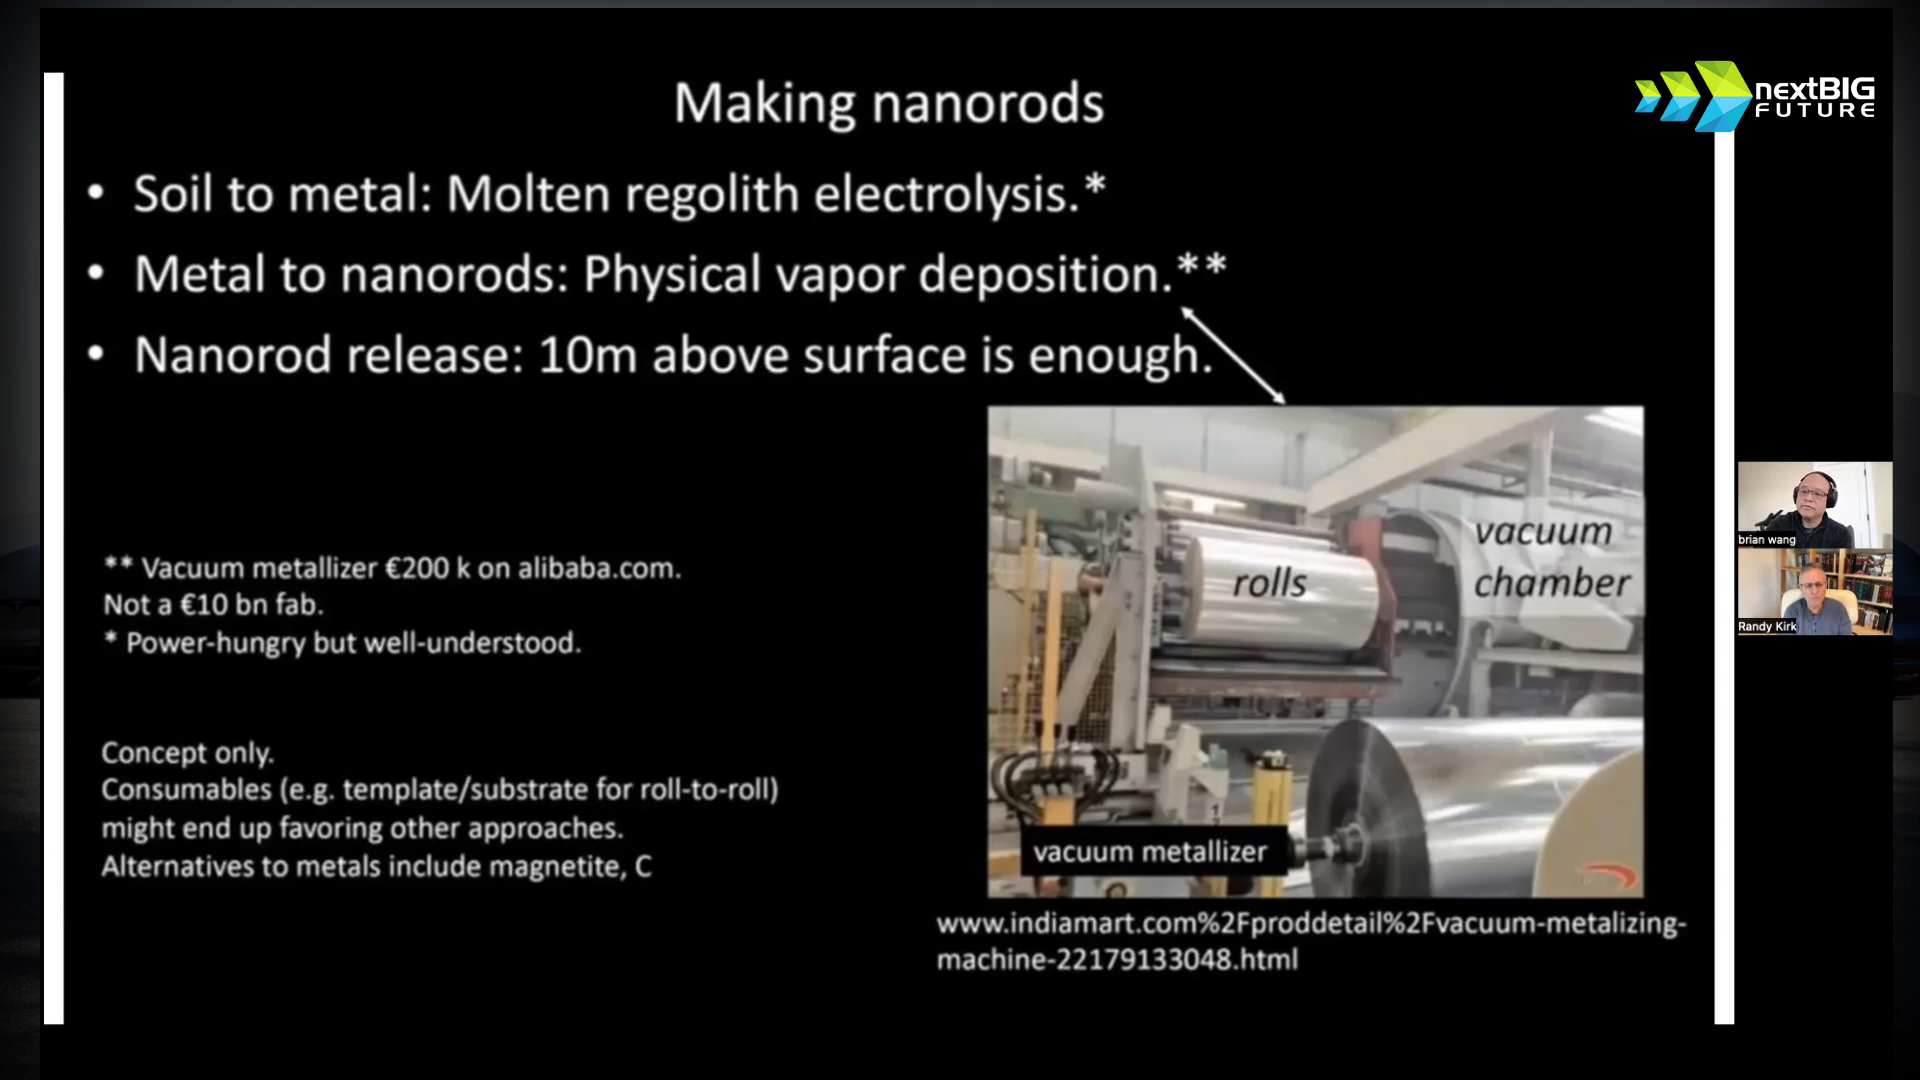 Making nanorods
nextBIG
FUTURE
• Soil to metal: Molten regolith electrolysis.*
• Metal to nanorods: Physical vapor deposition.**
• Nanorod release: 10m above surface is enough.
vacuum
chamber
rolls
brian wang
** Vacuum metallizer €200 k on alibaba.com.
Not a €10 bn fab.
* Power-hungry but well-understood.
Randy Kirk
Concept only.
Consumables (e.g. template/substrate for roll-to-roll)
might end up favoring other approaches.
Alternatives to metals include magnetite, C
vacuum metallizer
www.indiamart.com%2Fproddetail%2Fvacuum-metalizing-
machine-22179133048.html